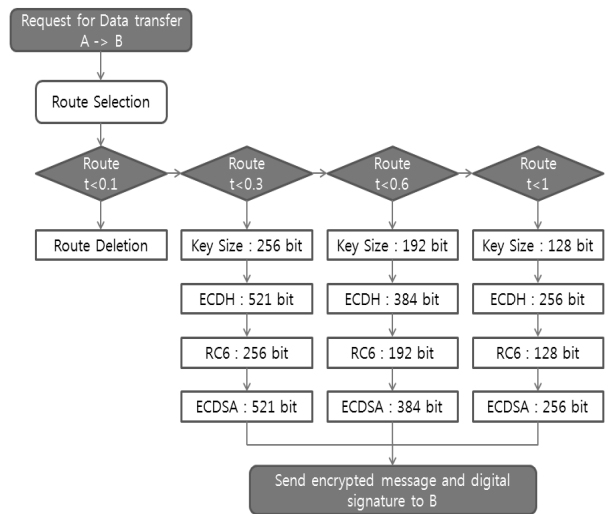 Request for Data transfer
A -> B
Route Selection
Route
t<0.1
Route
t<0.3
Route
t<0.6
Route
t<1
Route Deletion
Key Size : 256 bit
Key Size : 192 bit
Key Size : 128 bit
ECDH : 521 bit
ECDH : 384 bit
ECDH : 256 bit
RC6 : 256 bit
RC6 : 192 bit
RC6 : 128 bit
ECDSA : 521 bit
ECDSA : 384 bit
ECDSA : 256 bit
Send encrypted message and digital
signature to B